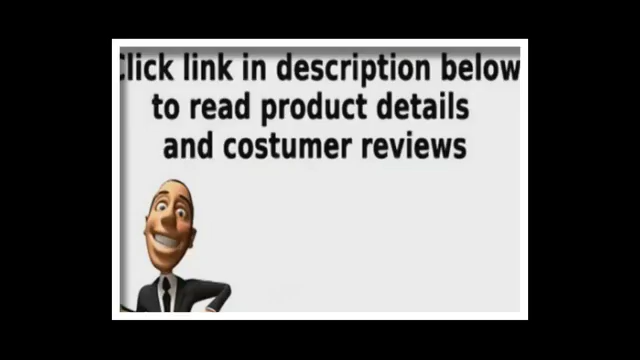 Click link in description below
to read product details
and costumer reviews